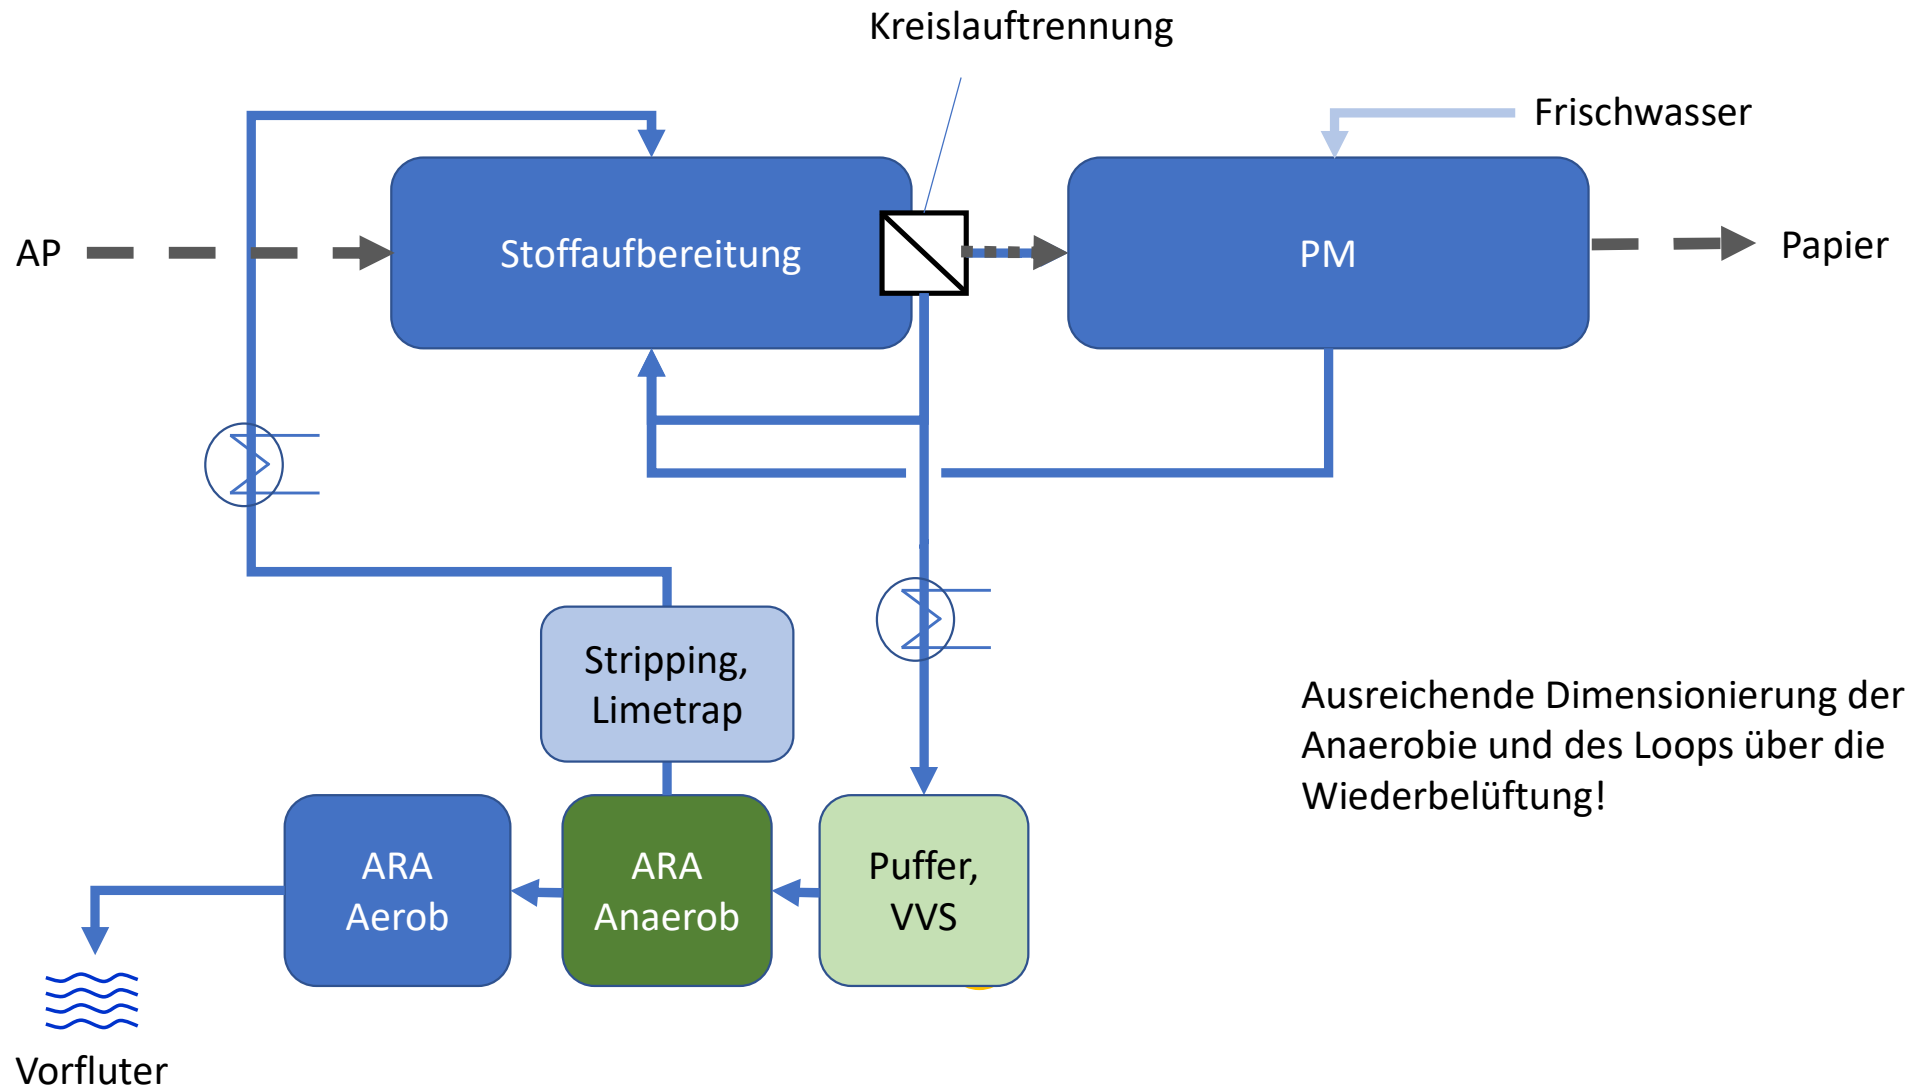 Kreislauftrennung
Frischwasser
AP
Stoffaufbereitung
PM
Papier
Stripping,
Limetrap
Ausreichende Dimensionierung der
Anaerobie und des Loops über die
Wiederbelüftung!
ARA
Aerob
ARA
Anaerob
Puffer,
VVS
Vorfluter